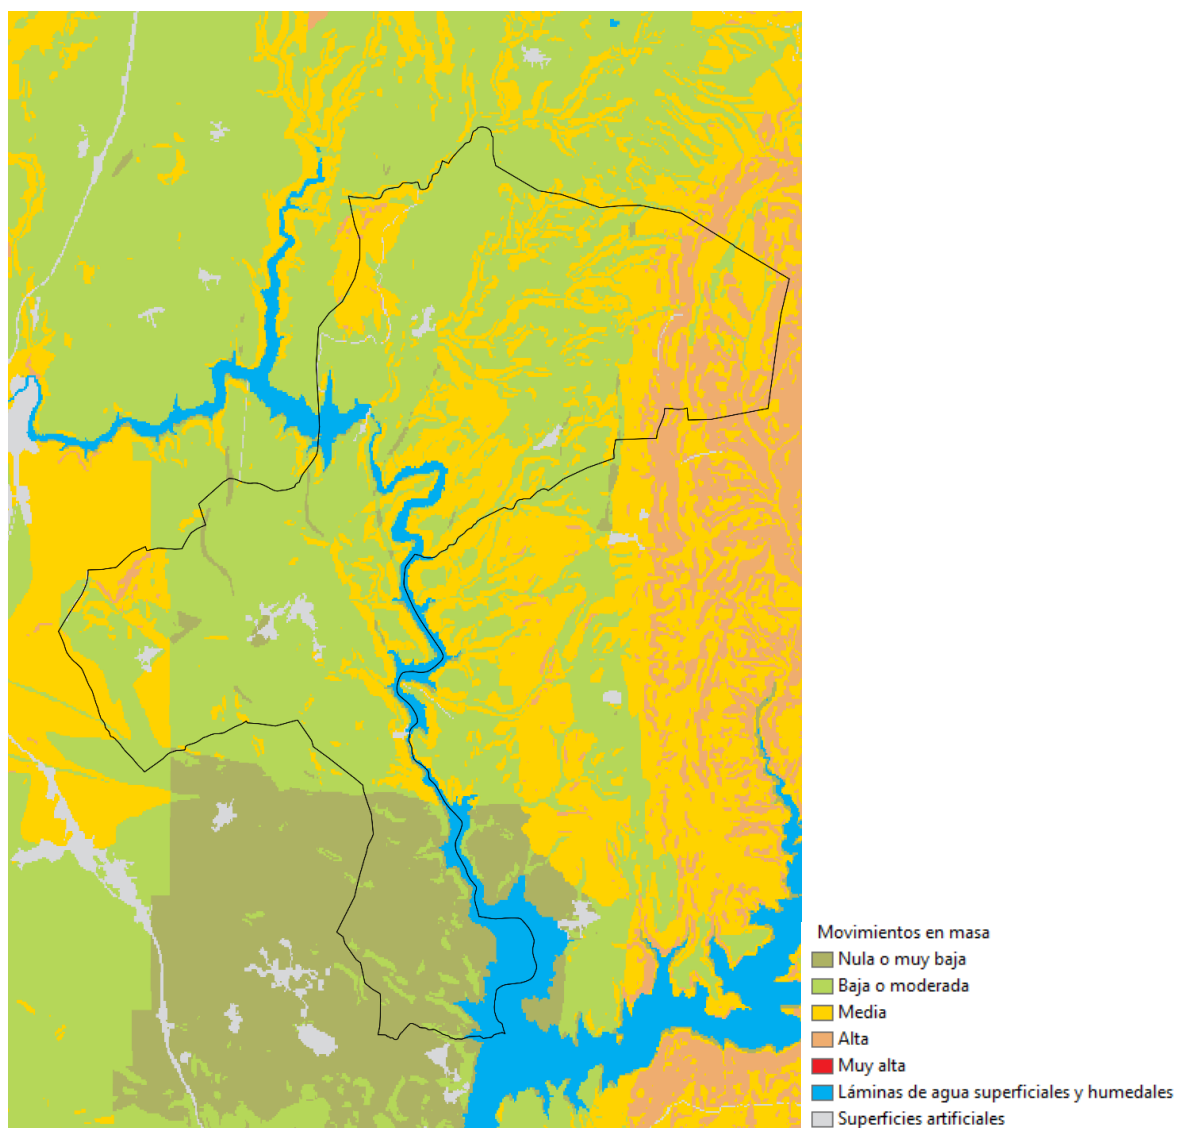 Movimientos en masa
Nula o muy baja
Baja o moderada
Media
Alta
Muy alta
Láminas de agua superficiales y humedales
Superficies artificiales